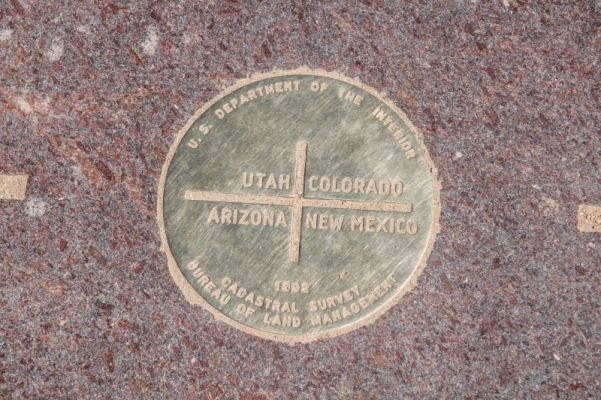 U. S. DEPARTMENT OF THE INTERIOR
UTAH COLORADO
ARIZONA NEW MEXICO
1992
CADASTRAL SURVEY
BUREAU OF LAND MANAGEMENT